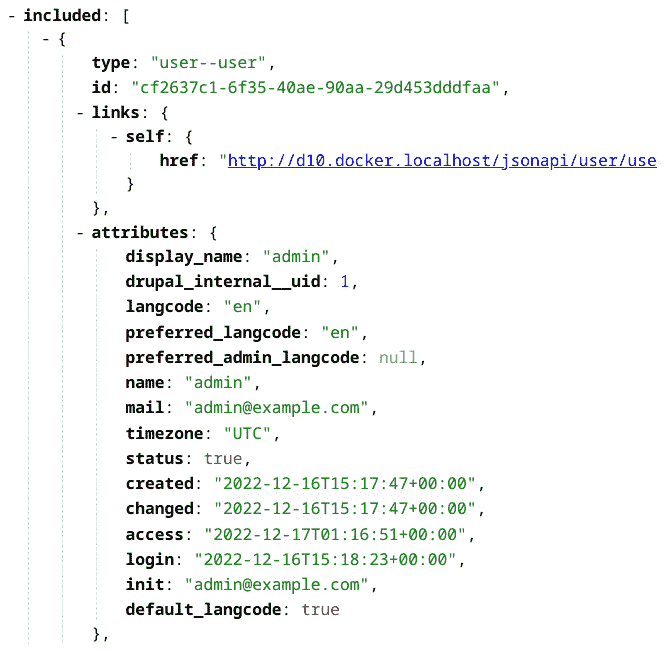 - included: [
- {
type: "user--user",
id: "cf2637c1-6f35-40ae-90aa-29d453dddfaa",
- links: {
- self: {
href: "http://d10.docker.localhost/jsonapi/user/use
}
},
- attributes: {
display_name: "admin",
drupal_internal__uid: 1,
langcode: "en",
preferred_langcode: "en",
preferred_admin_langcode: null,
name: "admin",
mail: "admin@example.com",
timezone: "UTC",
status: true,
created: "2022-12-16T15:17:47+00:00",
changed: "2022-12-16T15:17:47+00:00",
access: "2022-12-17T01:16:51+00:00",
login: "2022-12-16T15:18:23+00:00",
init: "admin@example.com",
default_langcode: true
},